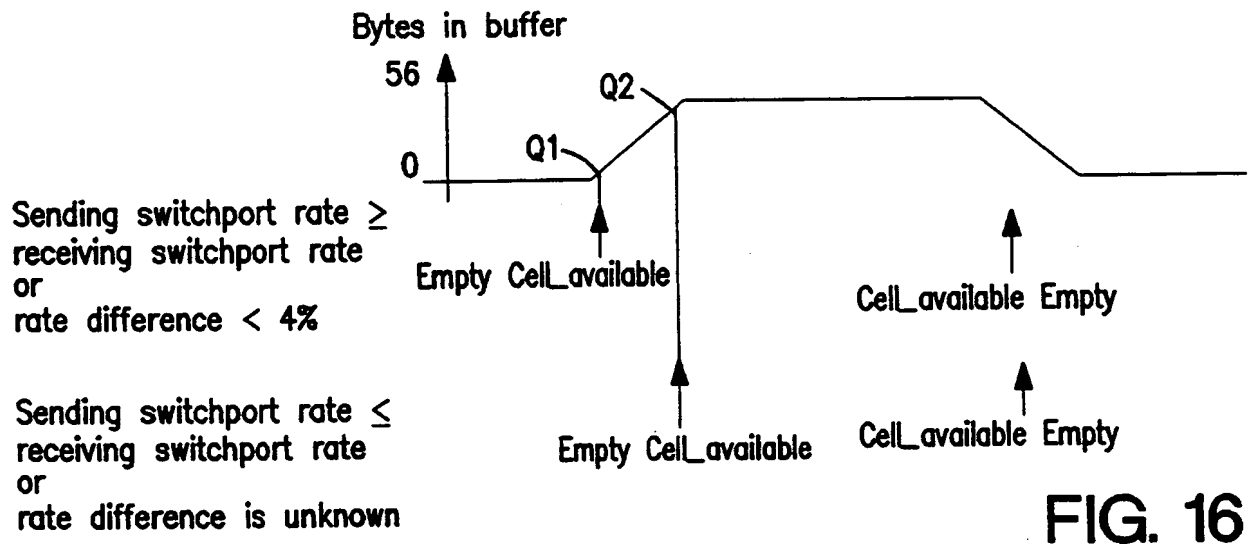 Bytes in buffer
56
Q2
Q1
0
Sending switchport rate ≥
receiving switchport rate
or
rate difference < 4%
Empty Cell_available
Cell_available Empty
Sending switchport rate ≤
receiving switchport rate
or
rate difference is unknown
Empty Cell_available
Cell_available Empty
FIG. 16